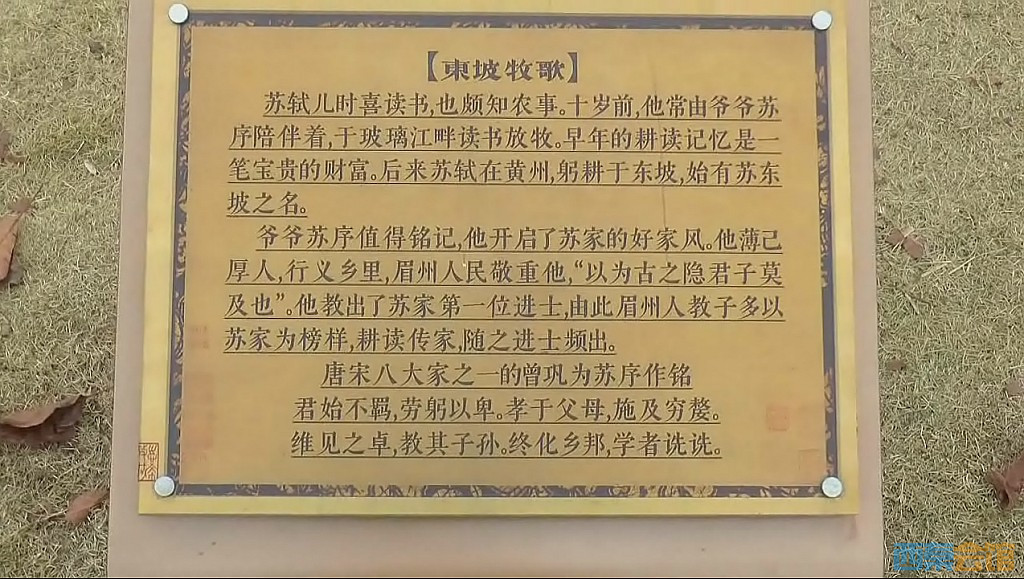 【東坡牧歌】
苏轼儿时喜读书,也颇知农事。十岁前,他常由爷爷苏
序陪伴着,于玻璃江畔读书放牧。早年的耕读记忆是一
笔宝贵的财富。后来苏轼在黄州,躬耕于东坡,始有苏东
坡之名。
爷爷苏序值得铭记,他开启了苏家的好家风。他薄己
厚人,行义乡里,眉州人民敬重他,“以为古之隐君子莫
及也”。他教出了苏家第一位进士,由此眉州人教子多以
苏家为榜样,耕读传家,随之进士频出。
唐宋八大家之一的曾巩为苏序作铭
君始不羁,劳躬以卑。孝于父母,施及穷嫠。
维见之卓,教其子孙。终化乡邦,学者诜诜。